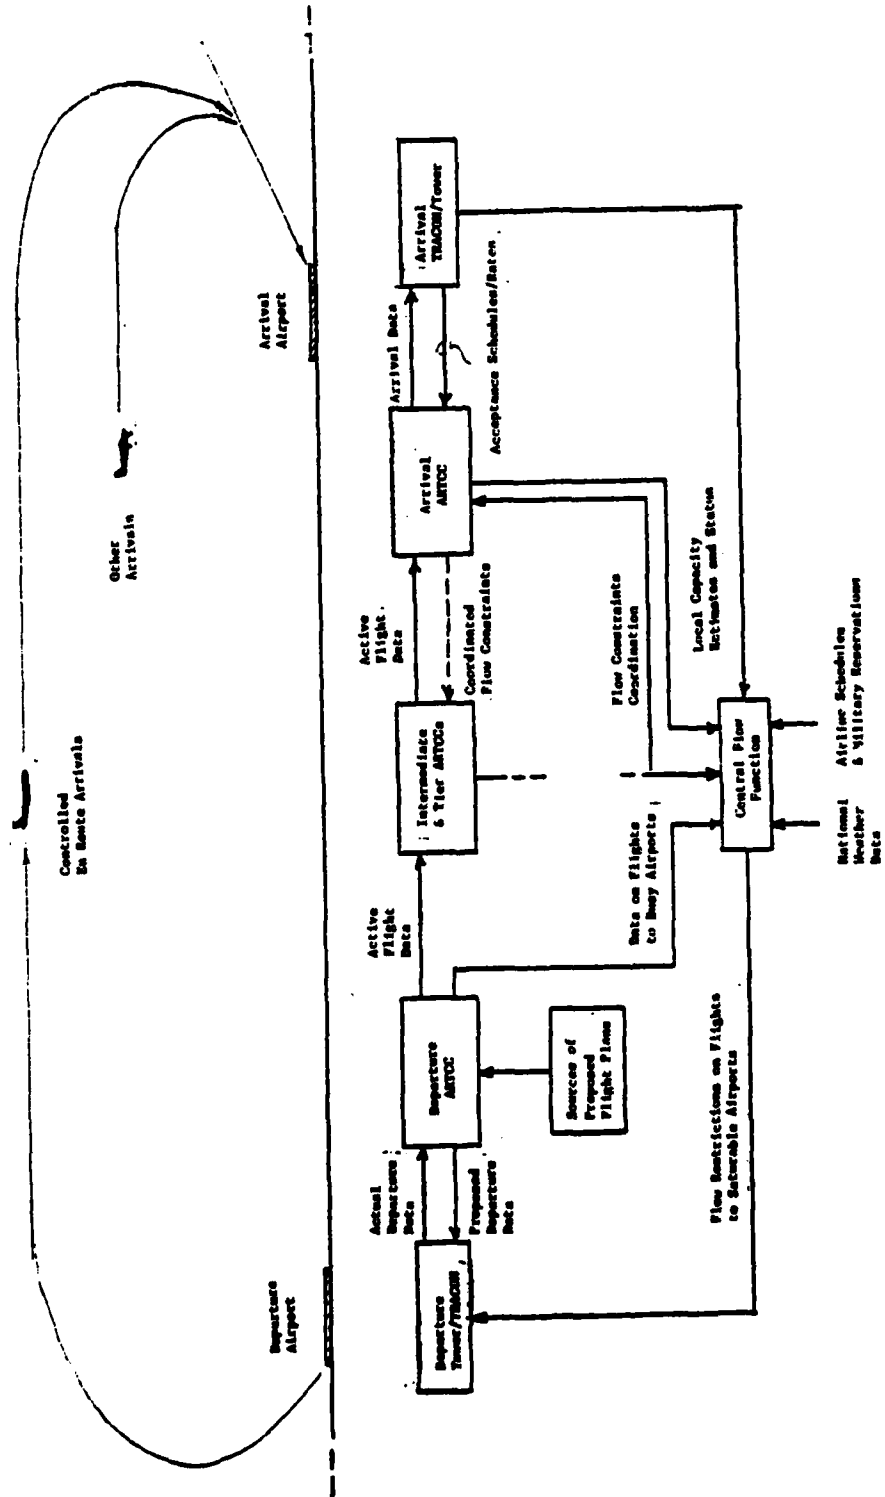 Controlled
En Route Arrivals
Other
Arrivals
Departure
Airport
Arrival
Airport
Actual
Departure
Data
Active
Flight
Data
Active
Flight
Data
Arrival Data
Departure
Tower/TRACON
Departure
ARTCC
Intermediate
& Tier ARTCCs
Arrival
ARTCC
Arrival
TRACON/Tower
Proposed
Departure
Data
Coordinated
Flow Constraints
Acceptance Schedules/Rates
Sources of
Proposed
Flight Plans
Data on Flights
to Busy Airports
Flow Constraints
Coordination
Local Capacity
Estimates and Status
Flow Restrictions on Flights
to Saturable Airports
Central Flow
Function
National
Weather
Data
Airline Schedules
& Military Reservations